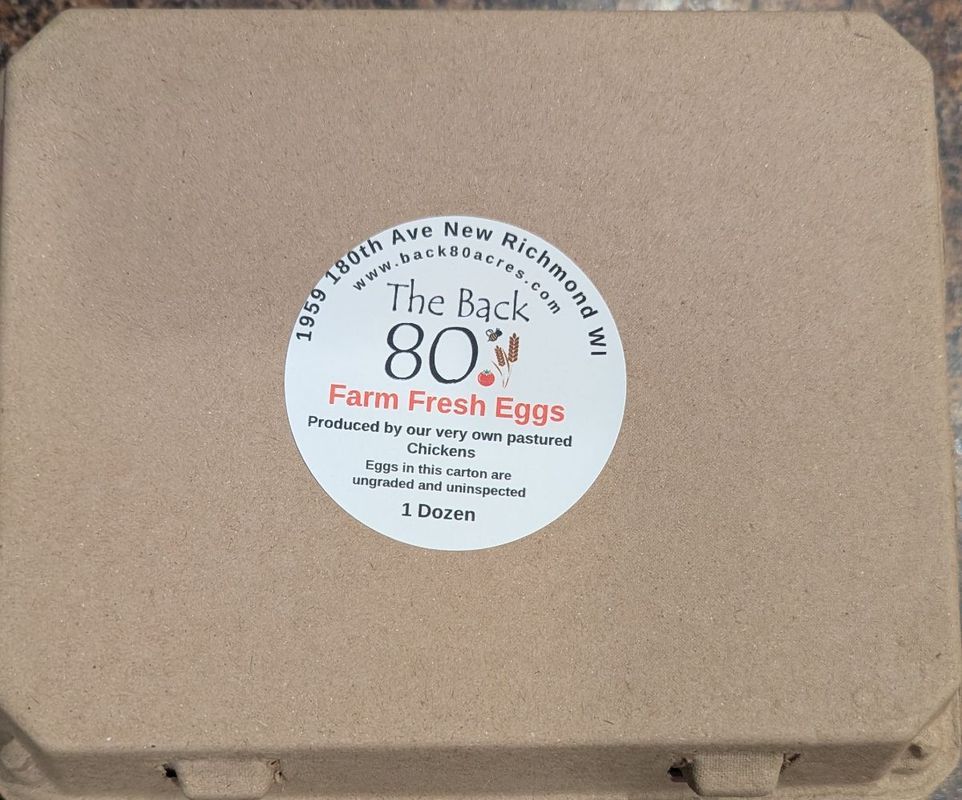 1959 180th Ave New Richmond WI
www.back80acres.com
The Back
80
Farm Fresh Eggs
Produced by our very own pastured
Chickens
Eggs in this carton are
ungraded and uninspected
1 Dozen